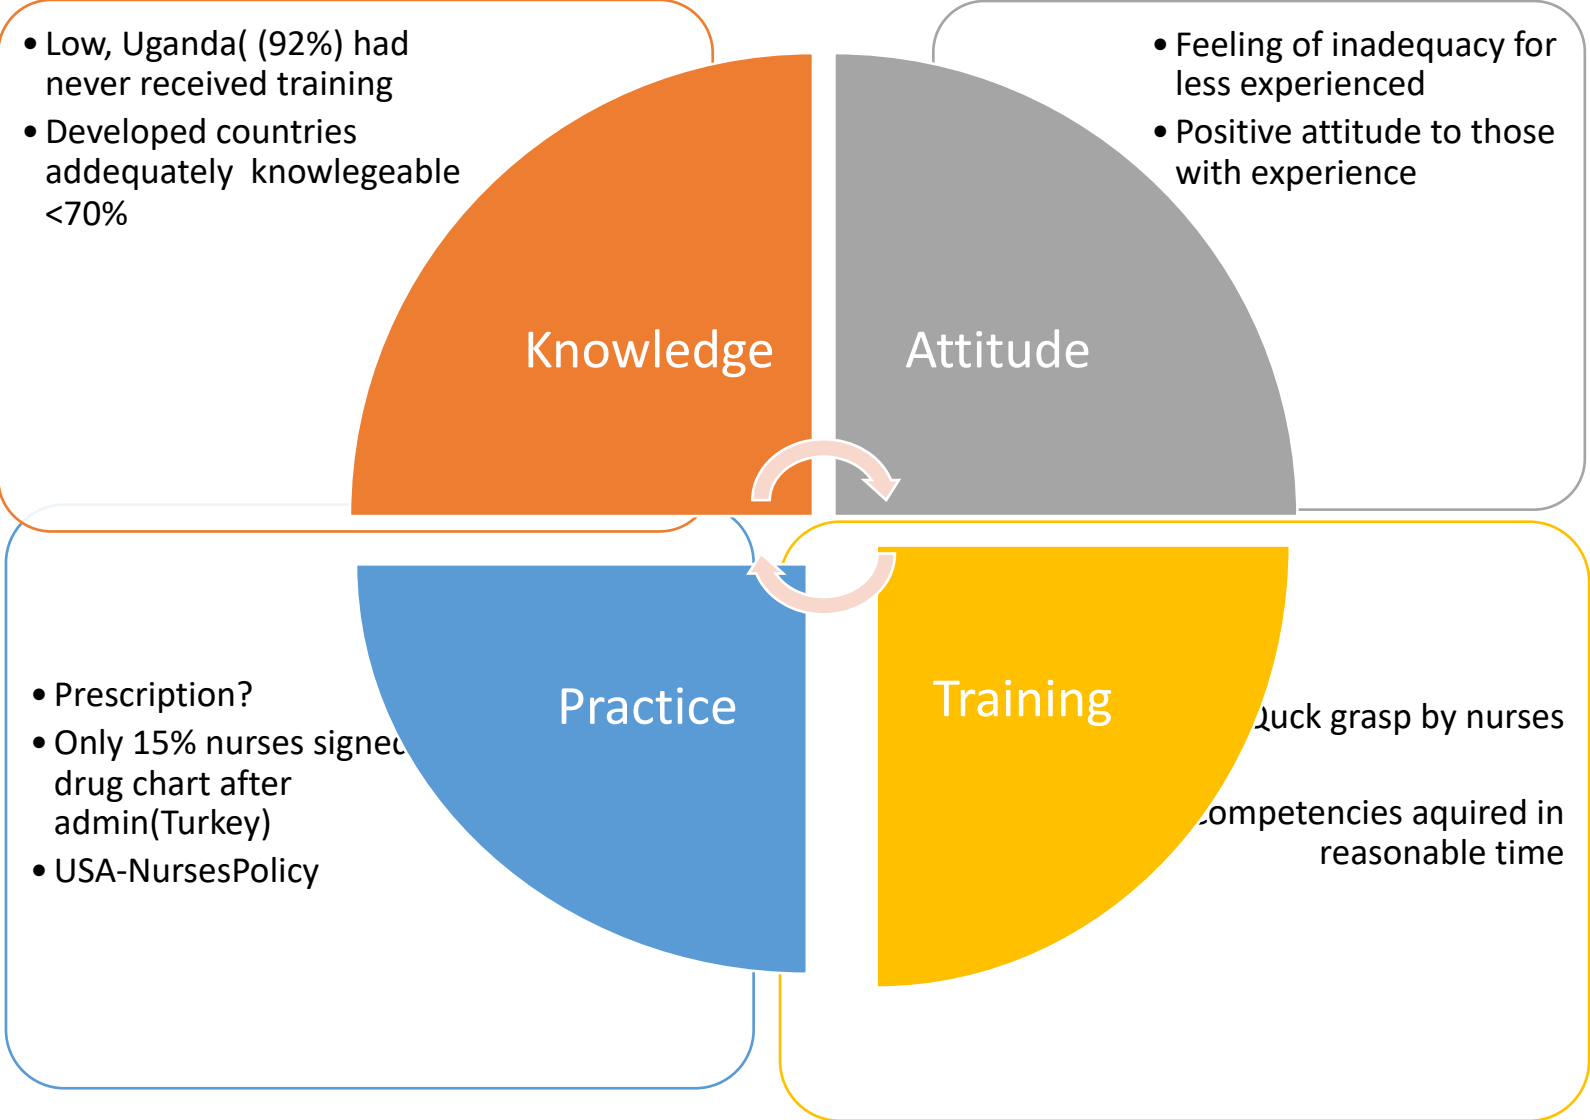 • Low, Uganda( (92%) had
never received training
• Developed countries
addequately knowlegeable
<70%
• Feeling of inadequacy for
less experienced
• Positive attitude to those
with experience
Knowledge
Attitude
• Prescription?
• Only 15% nurses signed
drug chart after
admin(Turkey)
• USA-NursesPolicy
Practice
Training
Quck grasp by nurses
competencies aquired in
reasonable time